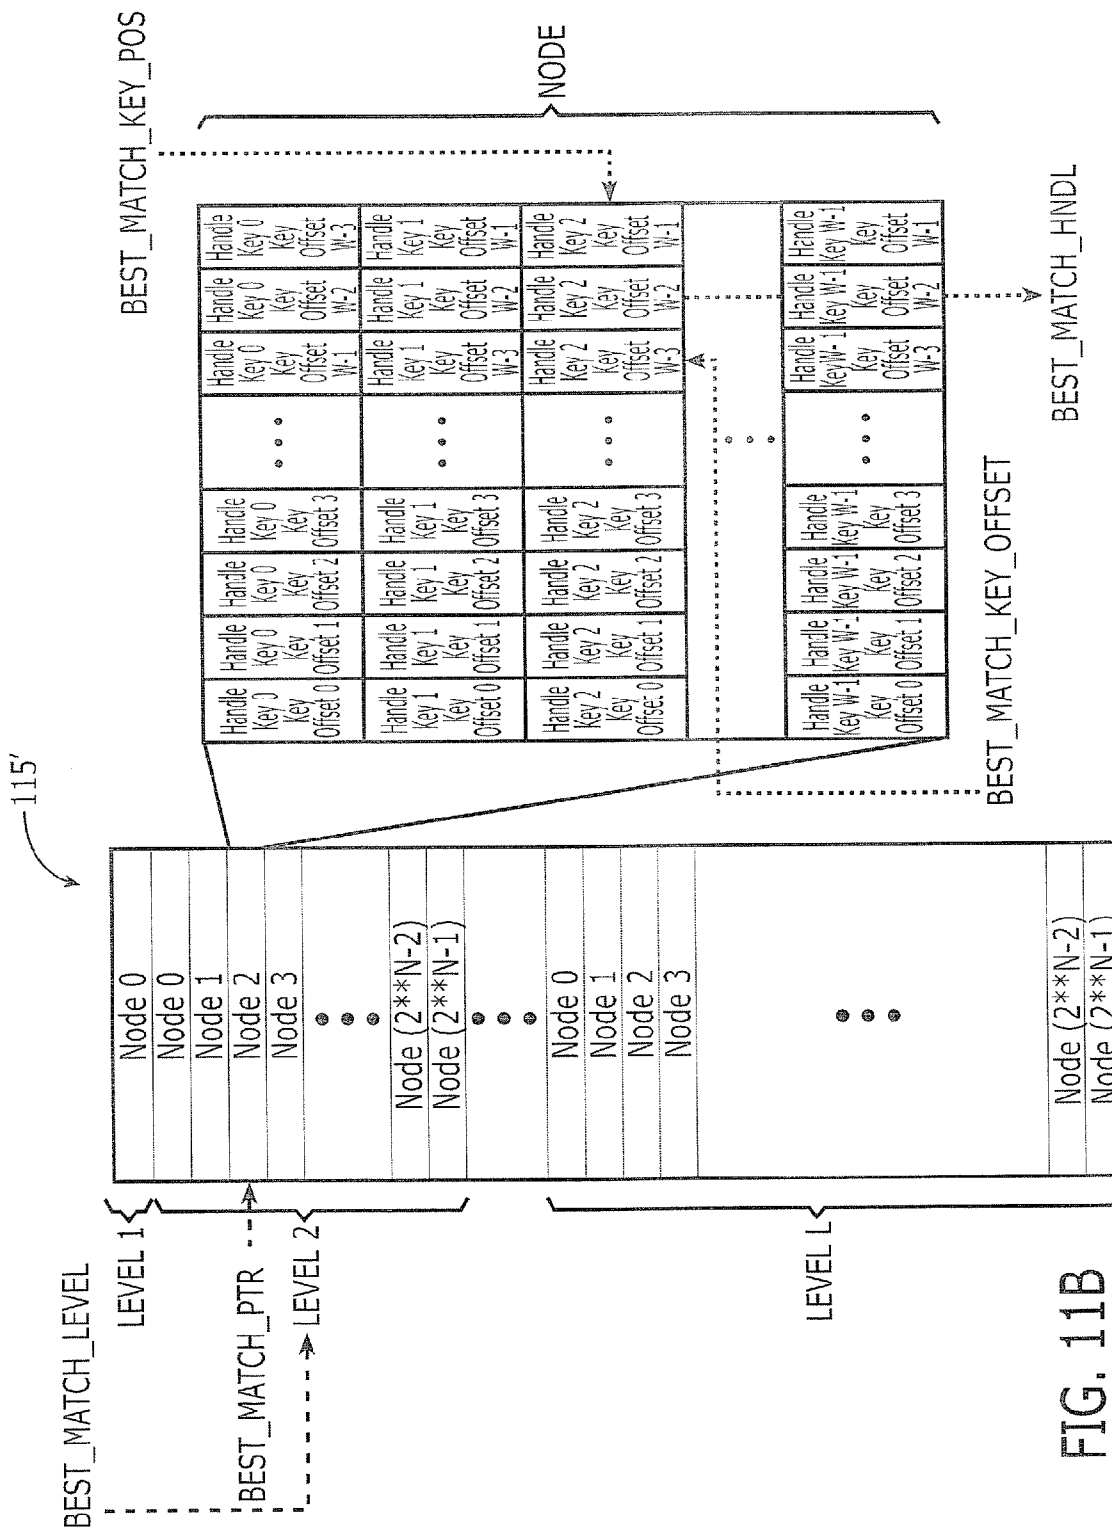 115'
BEST_MATCH_LEVEL
LEVEL 1
BEST_MATCH_PTR
LEVEL 2
LEVEL L
Node 0
Node 0
Node 1
Node 2
Node 3
Node (2**N-2)
Node (2**N-1)
Node 0
Node 1
Node 2
Node 3
Node (2**N-2)
Node (2**N-1)
BEST_MATCH_KEY_POS
NODE
Handle
Key 0
Key
Offset 0
Handle
Key 0
Key
Offset 1
Handle
Key 0
Key
Offset 2
Handle
Key 0
Key
Offset 3
Handle
Key 0
Key
Offset
W-1
Handle
Key 0
Key
Offset
W-2
Handle
Key 0
Key
Offset
W-3
Handle
Key 1
Key
Offset 0
Handle
Key 1
Key
Offset 1
Handle
Key 1
Key
Offset 2
Handle
Key 1
Key
Offset 3
Handle
Key 1
Key
Offset
W-3
Handle
Key 1
Key
Offset
W-2
Handle
Key 1
Key
Offset
W-1
Handle
Key 2
Key
Offset 0
Handle
Key 2
Key
Offset 1
Handle
Key 2
Key
Offset 2
Handle
Key 2
Key
Offset 3
Handle
Key 2
Key
Offset
W-3
Handle
Key 2
Key
Offset
W-2
Handle
Key 2
Key
Offset
W-1
Handle
Key W-1
Key
Offset 0
Handle
Key W-1
Key
Offset 1
Handle
Key W-1
Key
Offset 2
Handle
Key W-1
Key
Offset 3
Handle
KeyW-1
Key
Offset
W-3
Handle
Key W-1
Key
Offset
W-2
Handle
Key W-1
Key
Offset
W-1
BEST_MATCH_KEY_OFFSET
BEST_MATCH_HNDL
FIG. 11B